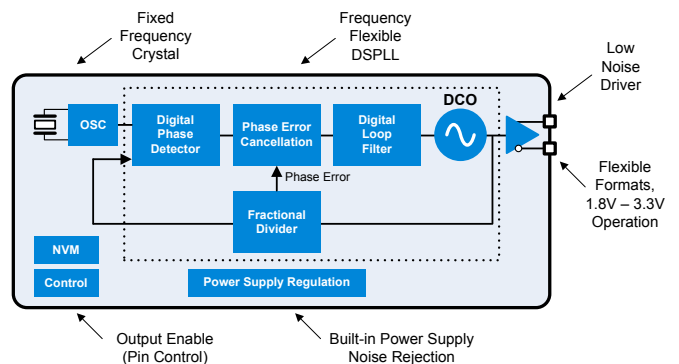 Fixed
Frequency
Crystal
Frequency
Flexible
DSPLL
Low
Noise
Driver
DCO
OSC
Digital
Phase
Detector
Phase Error
Cancellation
Digital
Loop
Filter
Phase Error
Flexible
Formats,
1.8V – 3.3V
Operation
Fractional
Divider
NVM
Control
Power Supply Regulation
Output Enable
(Pin Control)
Built-in Power Supply
Noise Rejection